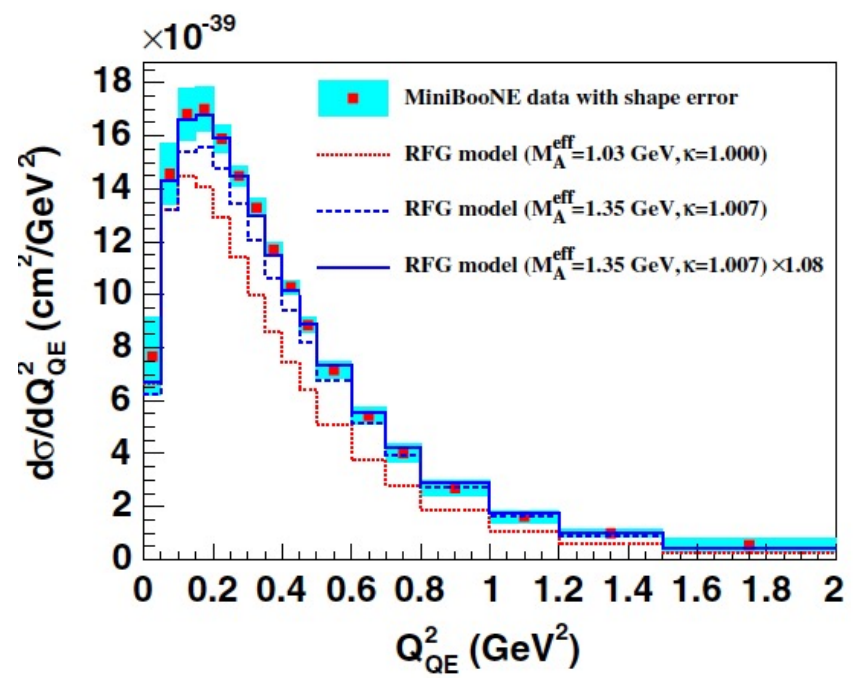 ×10⁻³⁹
dσ/dQ²_QE (cm²/GeV²)
18
16
14
12
10
8
6
4
2
0
MiniBooNE data with shape error
RFG model (M_A^eff=1.03 GeV,κ=1.000)
RFG model (M_A^eff=1.35 GeV,κ=1.007)
RFG model (M_A^eff=1.35 GeV,κ=1.007) ×1.08
0 0.2 0.4 0.6 0.8 1 1.2 1.4 1.6 1.8 2
Q²_QE (GeV²)